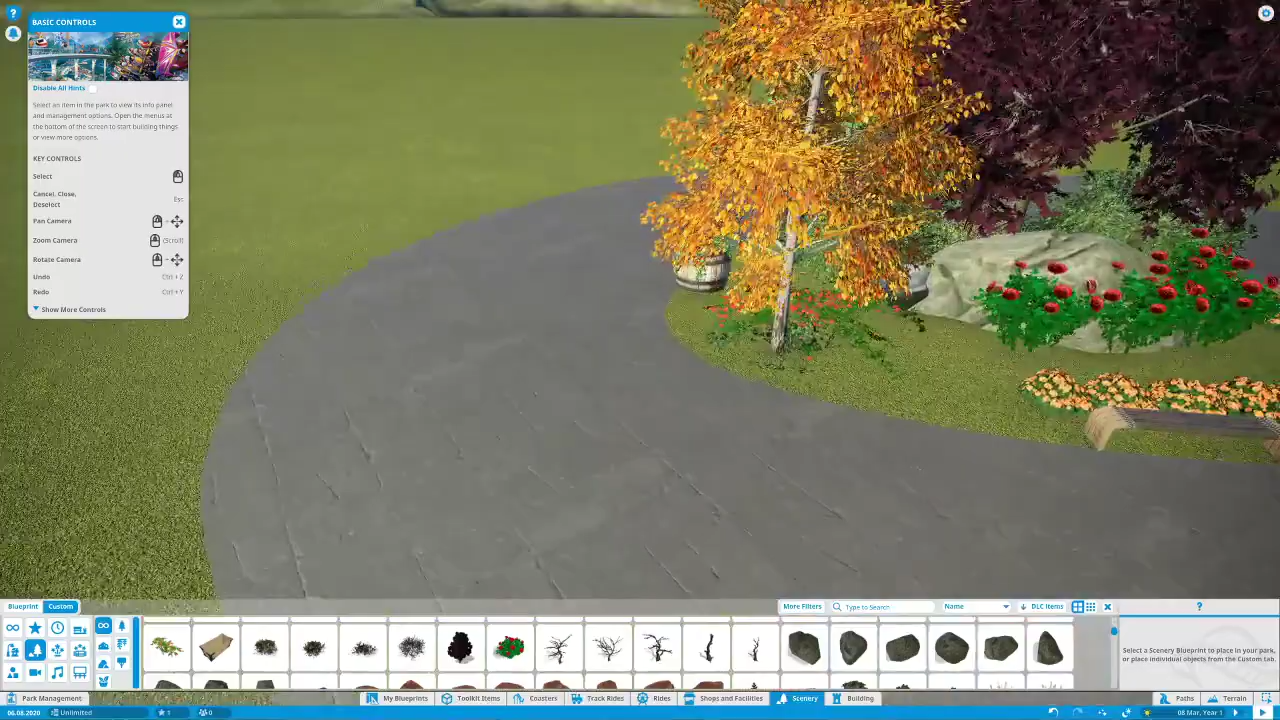 BASIC CONTROLS
Disable All Hints
Select an item in the park to view its info panel
and management options. Open the menus
at the bottom of the screen to start building things
or view more options.
KEY CONTROLS
Select
Cancel, Close,
Deselect
Esc
Pan Camera
Zoom Camera
(Scroll)
Rotate Camera
Undo
Ctrl + Z
Redo
Ctrl + Y
Show More Controls
Blueprint
Custom
More Filters
Type to Search
Name
DLC Items
?
Select a Scenery Blueprint to place in your park,
or place individual objects from the Custom tab.
Park Management
My Blueprints
Toolkit Items
Coasters
Track Rides
Rides
Shops and Facilities
Scenery
Building
Paths
Terrain
06.08.2020
Unlimited
1
0
08 Mar, Year 1